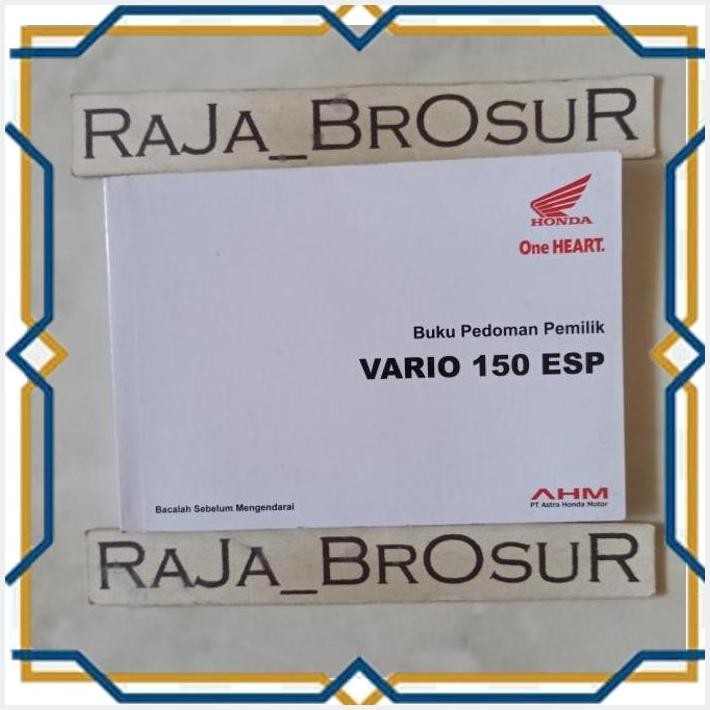 RAJA_BROSUR
HONDA
One HEART.
Buku Pedoman Pemilik
VARIO 150 ESP
AHM
PT Astra Honda Motor
Bacalah Sebelum Mengendarai
RAJA_BROSUR